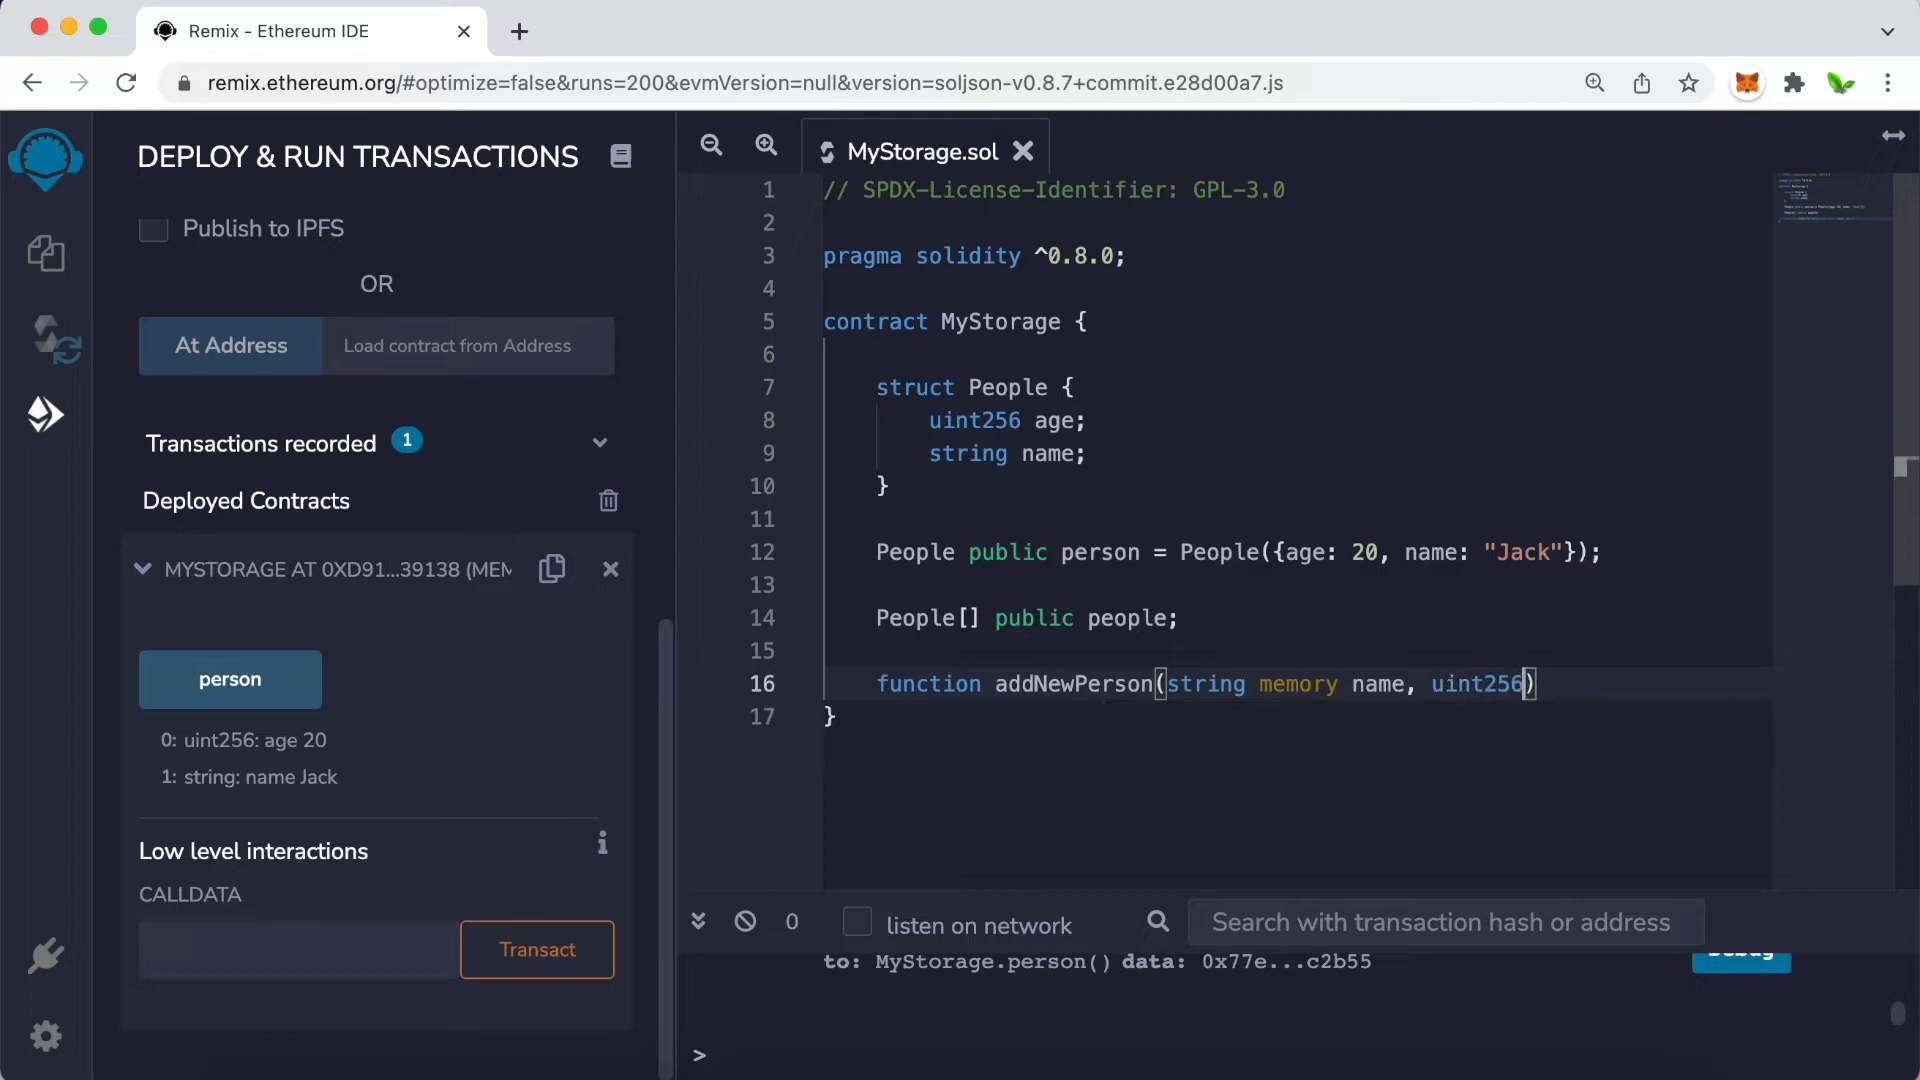 Remix - Ethereum IDE
remix.ethereum.org/#optimize=false&runs=200&evmVersion=null&version=soljson-v0.8.7+commit.e28d00a7.js
DEPLOY & RUN TRANSACTIONS
Publish to IPFS
OR
At Address
Load contract from Address
Transactions recorded 1
Deployed Contracts
MYSTORAGE AT 0XD91...39138 (MEM
person
0: uint256: age 20
1: string: name Jack
Low level interactions
i
CALLDATA
Transact
MyStorage.sol
1 // SPDX-License-Identifier: GPL-3.0
2
3 pragma solidity ^0.8.0;
4
5 contract MyStorage {
6
7 struct People {
8 uint256 age;
9 string name;
10 }
11
12 People public person = People({age: 20, name: "Jack"});
13
14 People[] public people;
15
16 function addNewPerson(string memory name, uint256)
17 }
0
listen on network
Search with transaction hash or address
to: MyStorage.person() data: 0x77e...c2b55
Debug
>